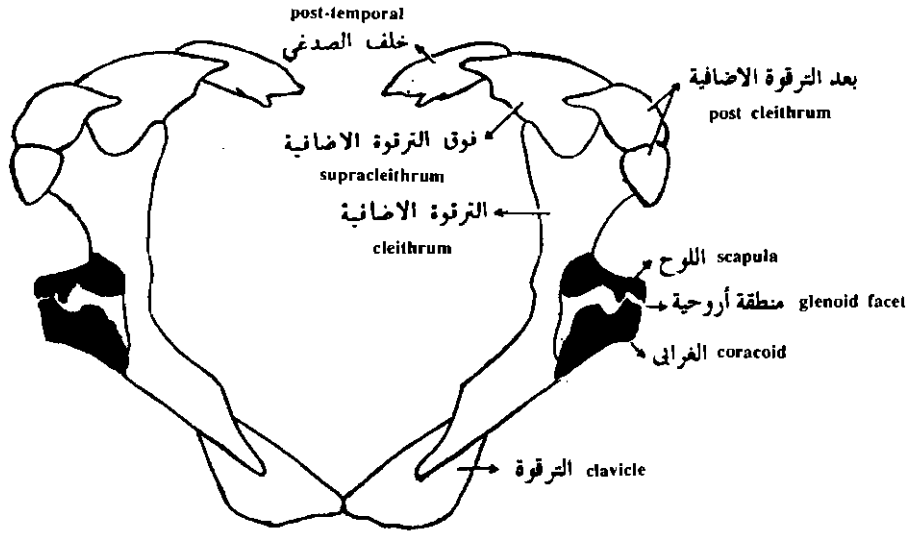 post-temporal
خلف الصدغي
بعد الترقوة الاضافية
post cleithrum
فوق الترقوة الاضافية
supracleithrum
الترقوة الاضافية
cleithrum
اللوح scapula
منطقة أروحية glenoid facet
الغرابي coracoid
الترقوة clavicle